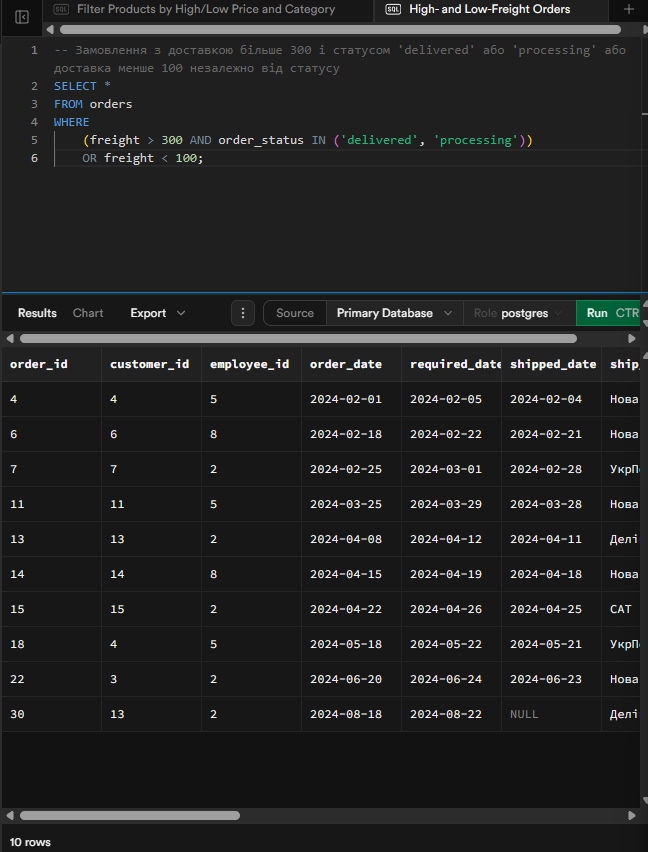 SQL Filter Products by High/Low Price and Category SQL High- and Low-Freight Orders +
1 -- Замовлення з доставкою більше 300 і статусом 'delivered' або 'processing' або
доставка менше 100 незалежно від статусу
2 SELECT *
3 FROM orders
4 WHERE
5 (freight > 300 AND order_status IN ('delivered', 'processing'))
6 OR freight < 100;
Results Chart Export Source Primary Database Role postgres Run CTR
order_id customer_id employee_id order_date required_date shipped_date ship_
4 4 5 2024-02-01 2024-02-05 2024-02-04 Нова
6 6 8 2024-02-18 2024-02-22 2024-02-21 Нова
7 7 2 2024-02-25 2024-03-01 2024-02-28 УкрП
11 11 5 2024-03-25 2024-03-29 2024-03-28 Нова
13 13 2 2024-04-08 2024-04-12 2024-04-11 Делі
14 14 8 2024-04-15 2024-04-19 2024-04-18 Нова
15 15 2 2024-04-22 2024-04-26 2024-04-25 САТ
18 4 5 2024-05-18 2024-05-22 2024-05-21 УкрП
22 3 2 2024-06-20 2024-06-24 2024-06-23 Нова
30 13 2 2024-08-18 2024-08-22 NULL Делі
10 rows